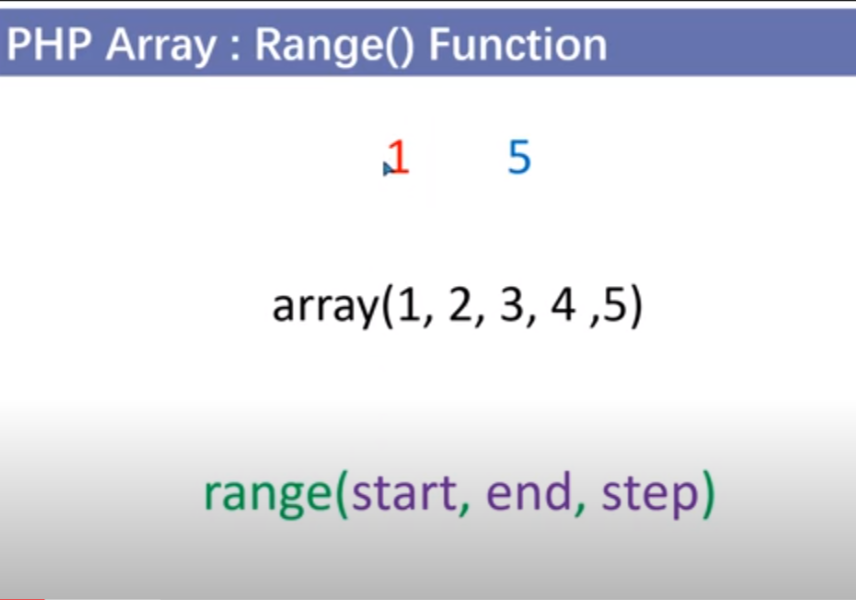 PHP Array : Range() Function
1 5
array(1, 2, 3, 4 ,5)
range(start, end, step)